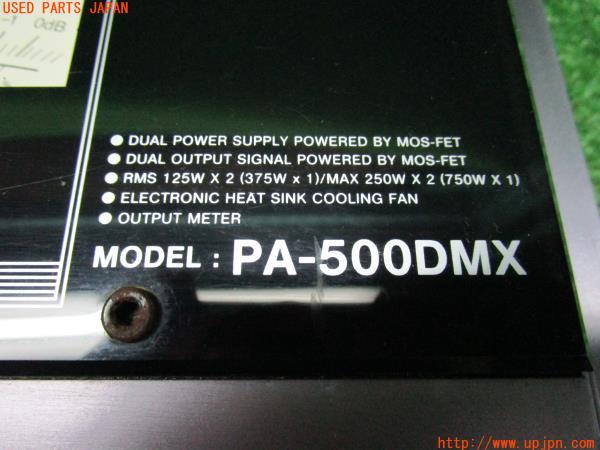 USED PARTS JAPAN
-1 0dB
● DUAL POWER SUPPLY POWERED BY MOS-FET
● DUAL OUTPUT SIGNAL POWERED BY MOS-FET
● RMS 125W X 2 (375W x 1)/MAX 250W X 2 (750W X 1)
● ELECTRONIC HEAT SINK COOLING FAN
● OUTPUT METER
MODEL : PA-500DMX
http://www.upjpn.com/